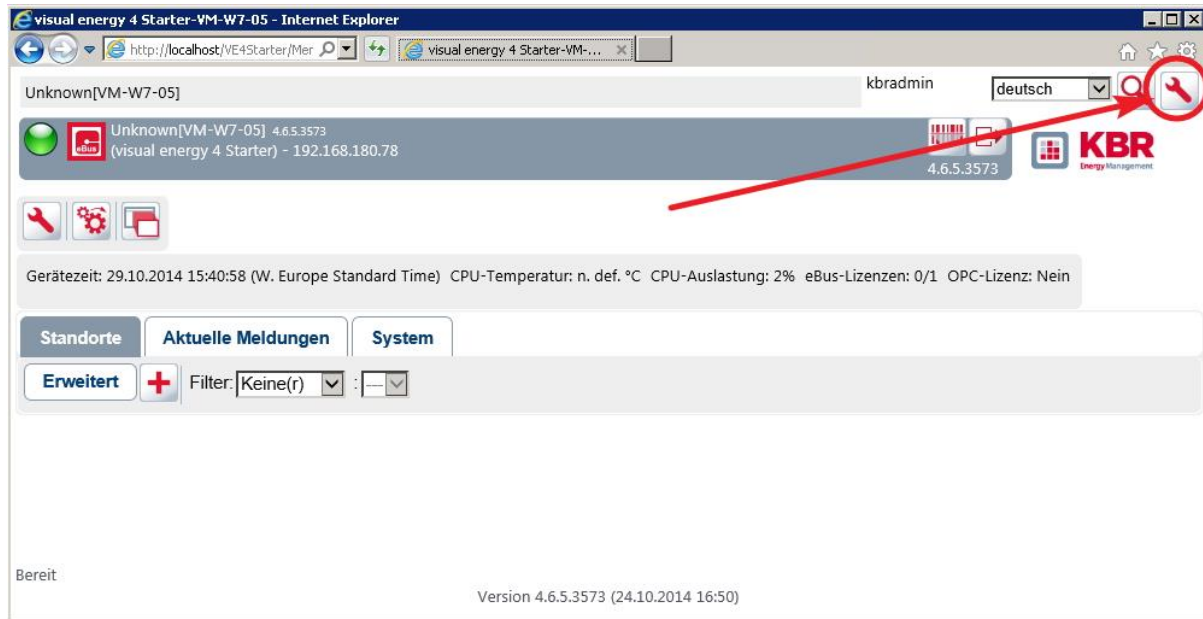 visual energy 4 Starter-VM-W7-05 - Internet Explorer
http://localhost/VE4Starter/Mer
visual energy 4 Starter-VM-...
Unknown[VM-W7-05]
kbradmin
deutsch
eBus
Unknown[VM-W7-05] 4.6.5.3573
(visual energy 4 Starter) - 192.168.180.78
4.6.5.3573
KBR
Energy Management
Gerätezeit: 29.10.2014 15:40:58 (W. Europe Standard Time) CPU-Temperatur: n. def. °C CPU-Auslastung: 2% eBus-Lizenzen: 0/1 OPC-Lizenz: Nein
Standorte Aktuelle Meldungen System
Erweitert Filter: Keine(r) : ---
Bereit
Version 4.6.5.3573 (24.10.2014 16:50)